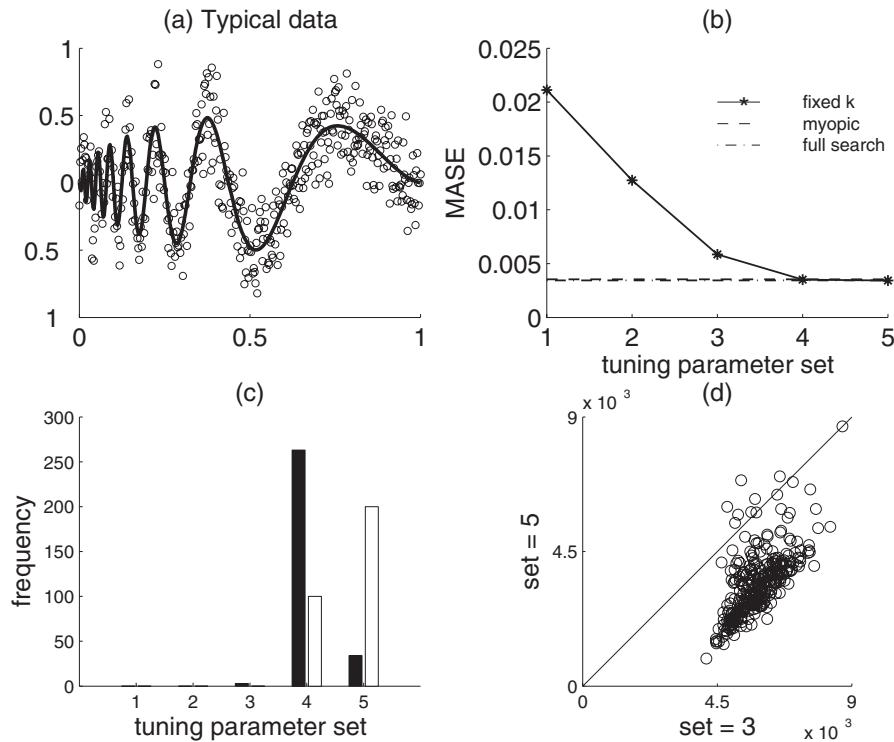 (a) Typical data
1
0.5
0
0.5
1
0 0.5 1
(b)
0.025
0.02
0.015
0.01
0.005
0
MASE
fixed k
myopic
full search
1 2 3 4 5
tuning parameter set
(c)
300
250
200
150
100
50
0
frequency
1 2 3 4 5
tuning parameter set
(d)
x 10 3
9
4.5
0
set = 5
0 4.5 9
set = 3
x 10 3